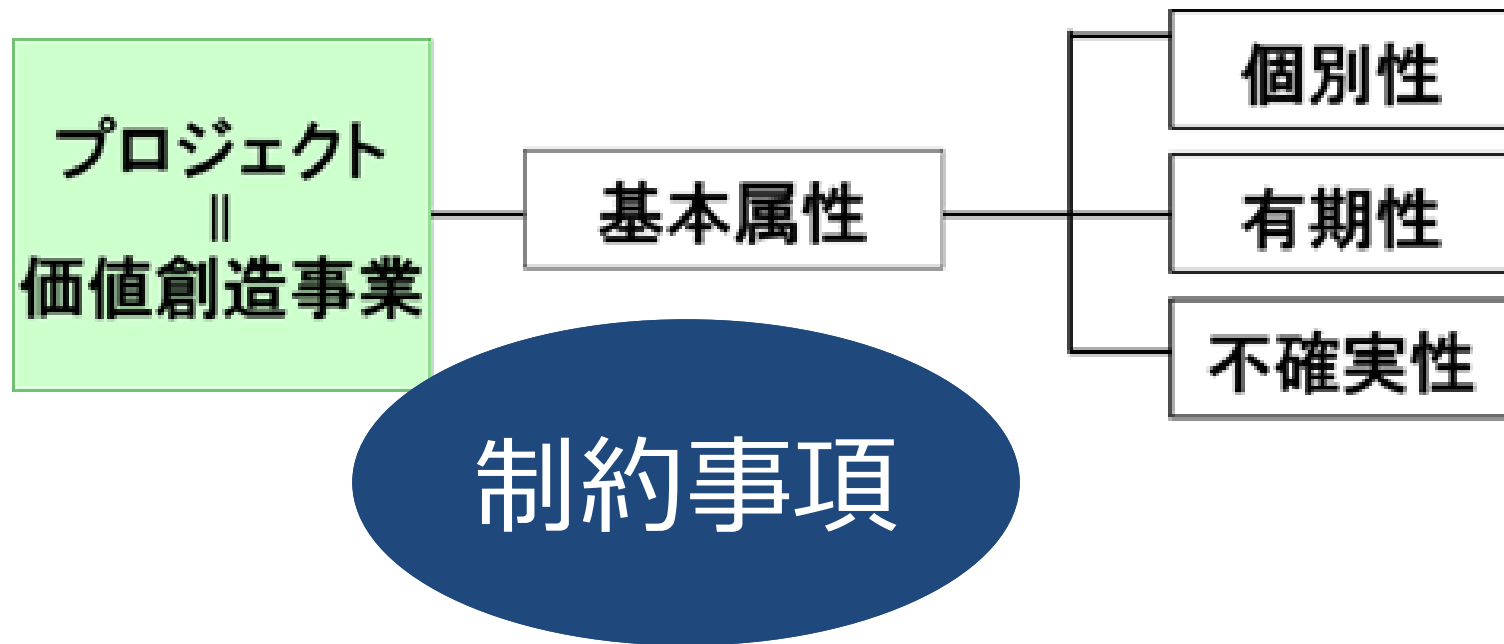 プロジェクト
||
価値創造事業
基本属性
個別性
有期性
不確実性
制約事項